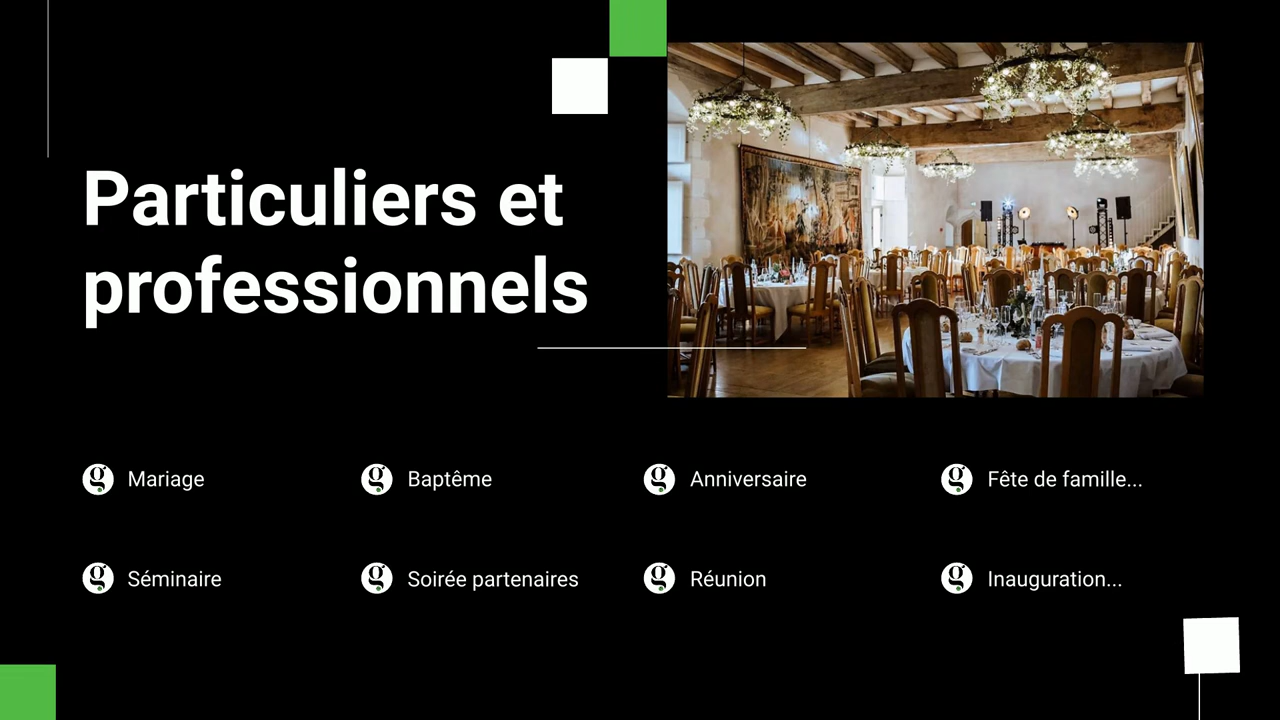 Particuliers et
professionnels
g Mariage
g Baptême
g Anniversaire
g Fête de famille...
g Séminaire
g Soirée partenaires
g Réunion
g Inauguration...